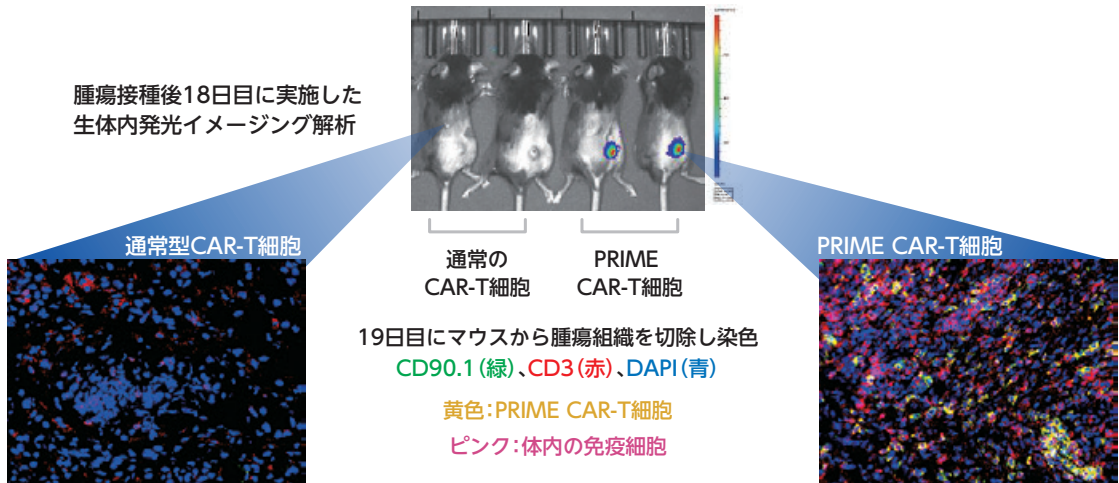 腫瘍接種後18日目に実施した
生体内発光イメージング解析
通常型CAR-T細胞
PRIME CAR-T細胞
通常の
CAR-T細胞
PRIME
CAR-T細胞
19日目にマウスから腫瘍組織を切除し染色
CD90.1(緑)、CD3(赤)、DAPI(青)
黄色:PRIME CAR-T細胞
ピンク:体内の免疫細胞